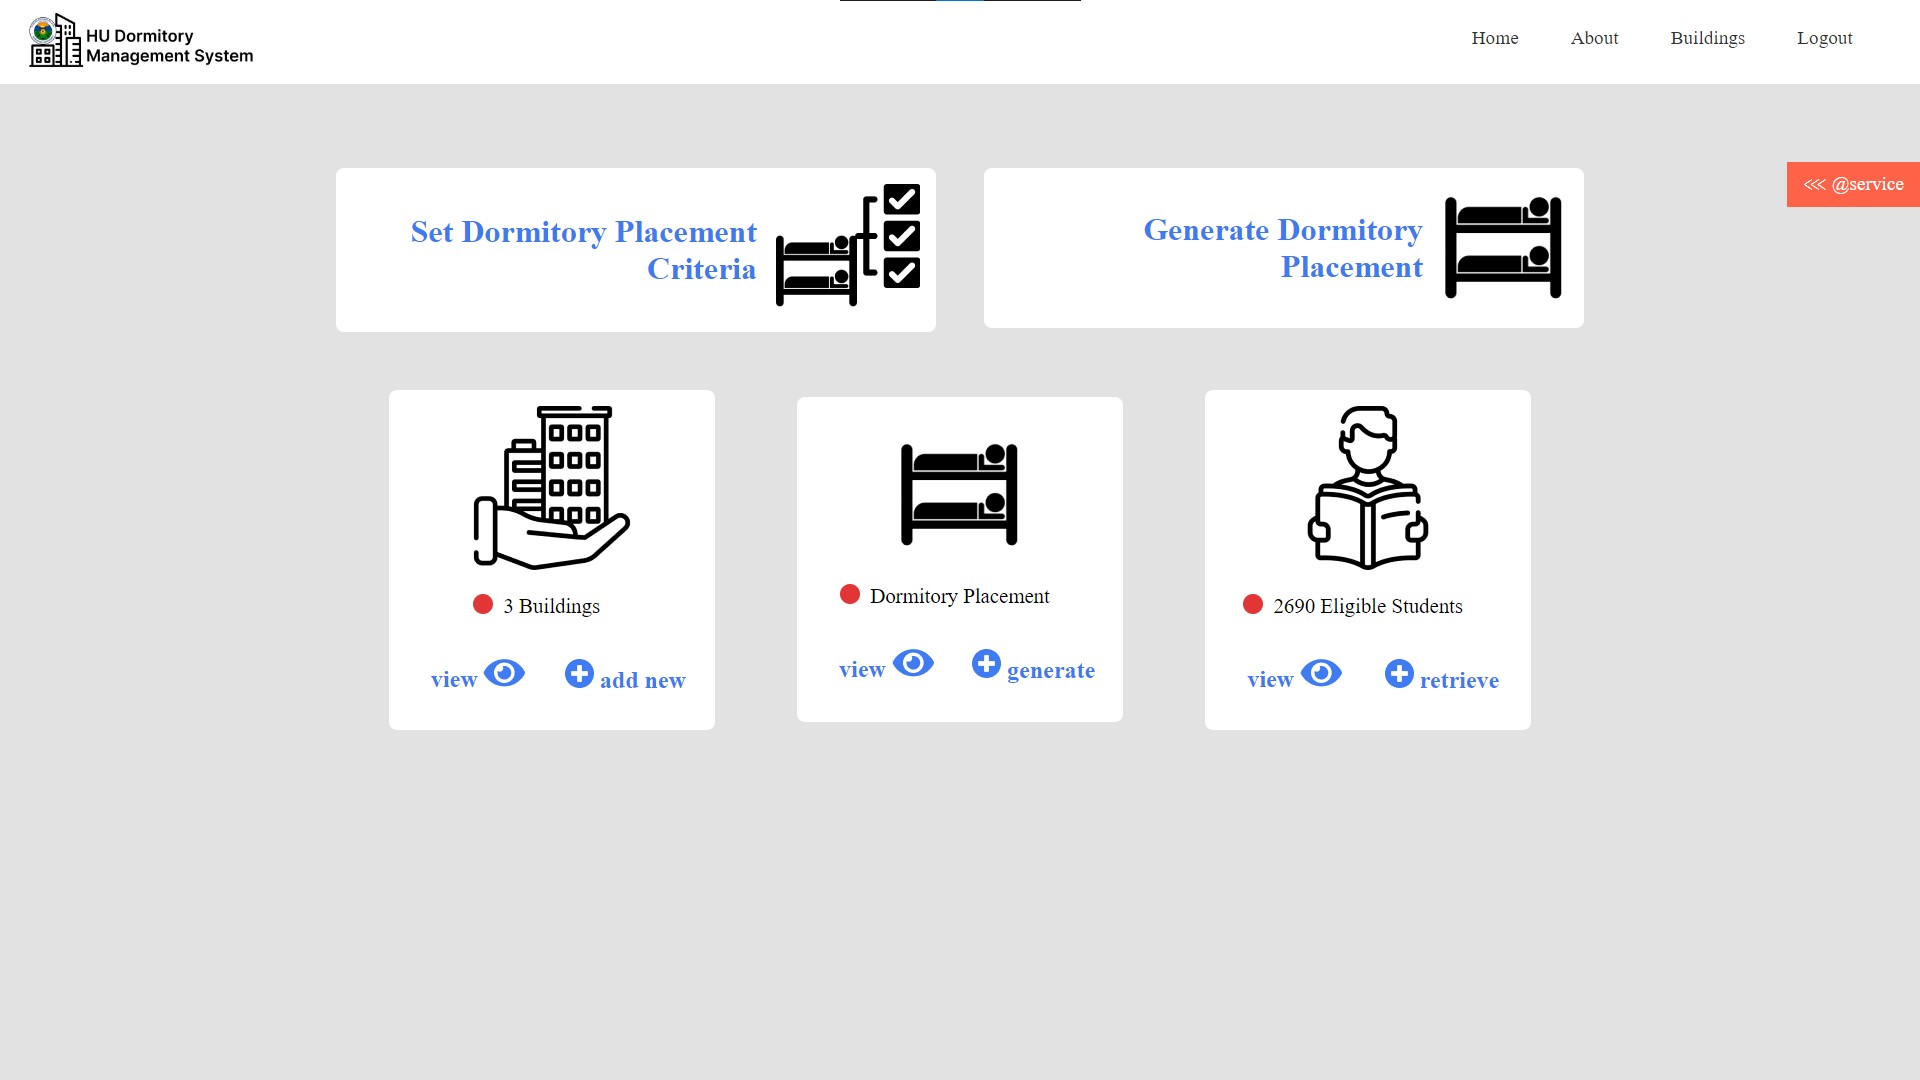 HU Dormitory
Management System
Home
About
Buildings
Logout
<<< @service
Set Dormitory Placement
Criteria
Generate Dormitory
Placement
3 Buildings
view
add new
Dormitory Placement
view
generate
2690 Eligible Students
view
retrieve